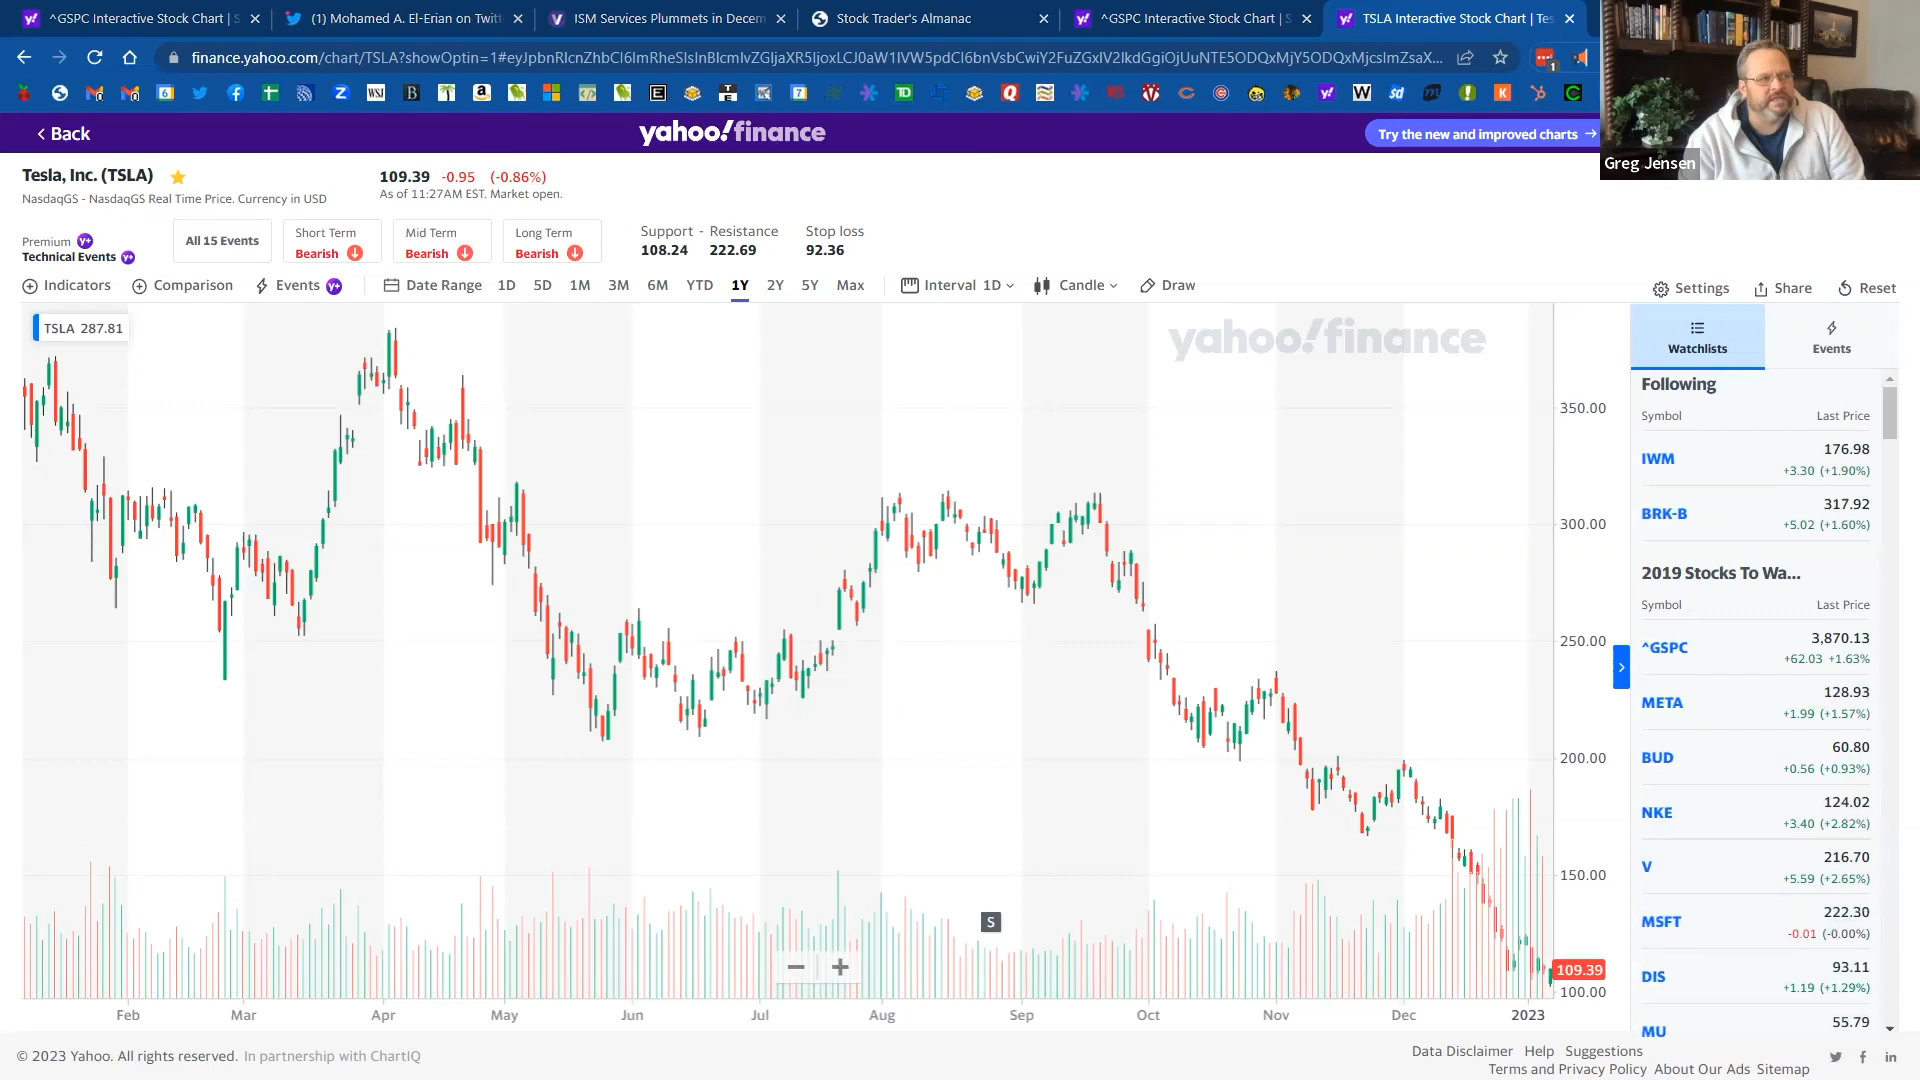 ^GSPC Interactive Stock Chart | S
(1) Mohamed A. El-Erian on Twitt
ISM Services Plummets in Decem
Stock Trader's Almanac
^GSPC Interactive Stock Chart | S
TSLA Interactive Stock Chart | Tes
Greg Jensen
< Back
yahoo!finance
Try the new and improved charts →
Tesla, Inc. (TSLA)
NasdaqGS - NasdaqGS Real Time Price. Currency in USD
109.39 -0.95 (-0.86%)
As of 11:27AM EST. Market open.
Premium Y+
Technical Events Y+
All 15 Events
Short Term
Bearish
Mid Term
Bearish
Long Term
Bearish
Support - Resistance
108.24 222.69
Stop loss
92.36
Indicators Comparison Events Y+ Date Range 1D 5D 1M 3M 6M YTD 1Y 2Y 5Y Max Interval 1D Candle Draw Settings Share Reset
TSLA 287.81
yahoo!finance
350.00
300.00
250.00
200.00
150.00
109.39
100.00
S
− +
Feb Mar Apr May Jun Jul Aug Sep Oct Nov Dec 2023
Watchlists
Events
Following
Symbol Last Price
IWM 176.98
+3.30 (+1.90%)
BRK-B 317.92
+5.02 (+1.60%)
2019 Stocks To Wa...
Symbol Last Price
^GSPC 3,870.13
+62.03 +1.63%
META 128.93
+1.99 (+1.57%)
BUD 60.80
+0.56 (+0.93%)
NKE 124.02
+3.40 (+2.82%)
V 216.70
+5.59 (+2.65%)
MSFT 222.30
-0.01 (-0.00%)
DIS 93.11
+1.19 (+1.29%)
MU 55.79
© 2023 Yahoo. All rights reserved. In partnership with ChartIQ
Data Disclaimer Help Suggestions
Terms and Privacy Policy About Our Ads Sitemap